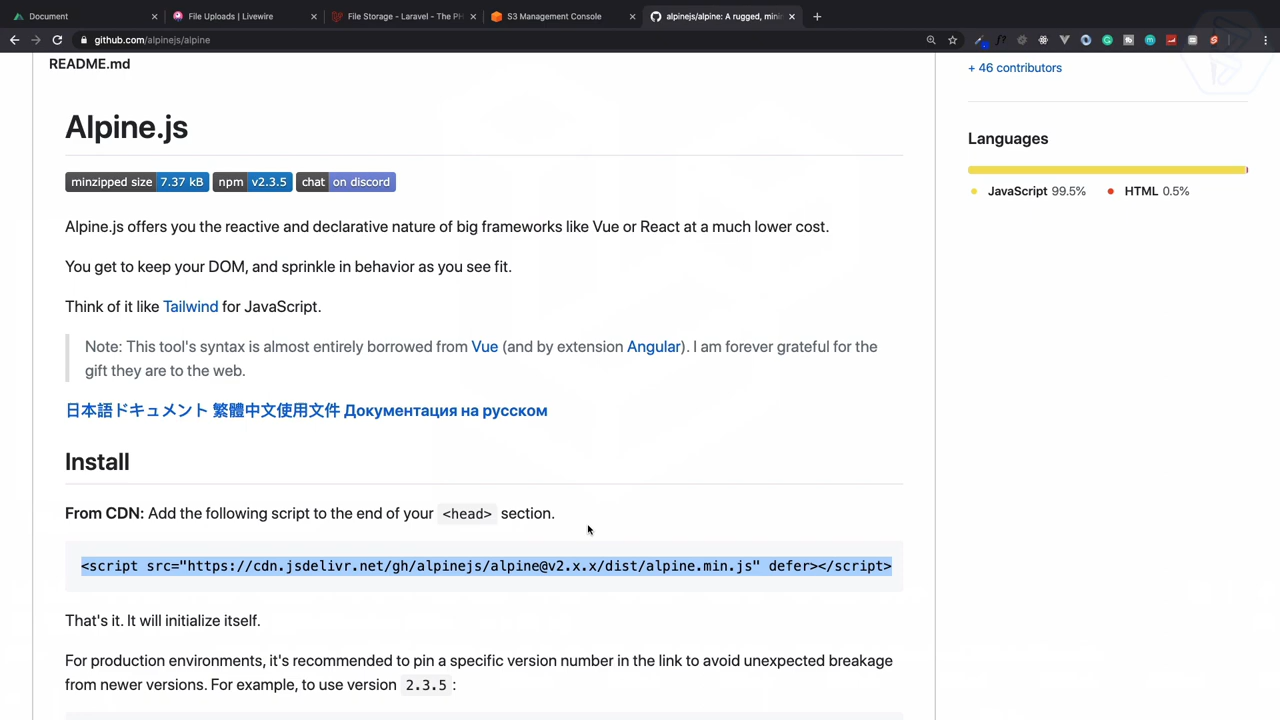 Document
File Uploads | Livewire
File Storage - Laravel - The PH
S3 Management Console
alpinejs/alpine: A rugged, mini
github.com/alpinejs/alpine
README.md
+ 46 contributors
Alpine.js
Languages
minzipped size 7.37 kB npm v2.3.5 chat on discord
JavaScript 99.5% HTML 0.5%
Alpine.js offers you the reactive and declarative nature of big frameworks like Vue or React at a much lower cost.
You get to keep your DOM, and sprinkle in behavior as you see fit.
Think of it like Tailwind for JavaScript.
Note: This tool's syntax is almost entirely borrowed from Vue (and by extension Angular). I am forever grateful for the
gift they are to the web.
日本語ドキュメント 繁體中文使用文件 Документация на русском
Install
From CDN: Add the following script to the end of your <head> section.
<script src="https://cdn.jsdelivr.net/gh/alpinejs/alpine@v2.x.x/dist/alpine.min.js" defer></script>
That's it. It will initialize itself.
For production environments, it's recommended to pin a specific version number in the link to avoid unexpected breakage
from newer versions. For example, to use version 2.3.5 :